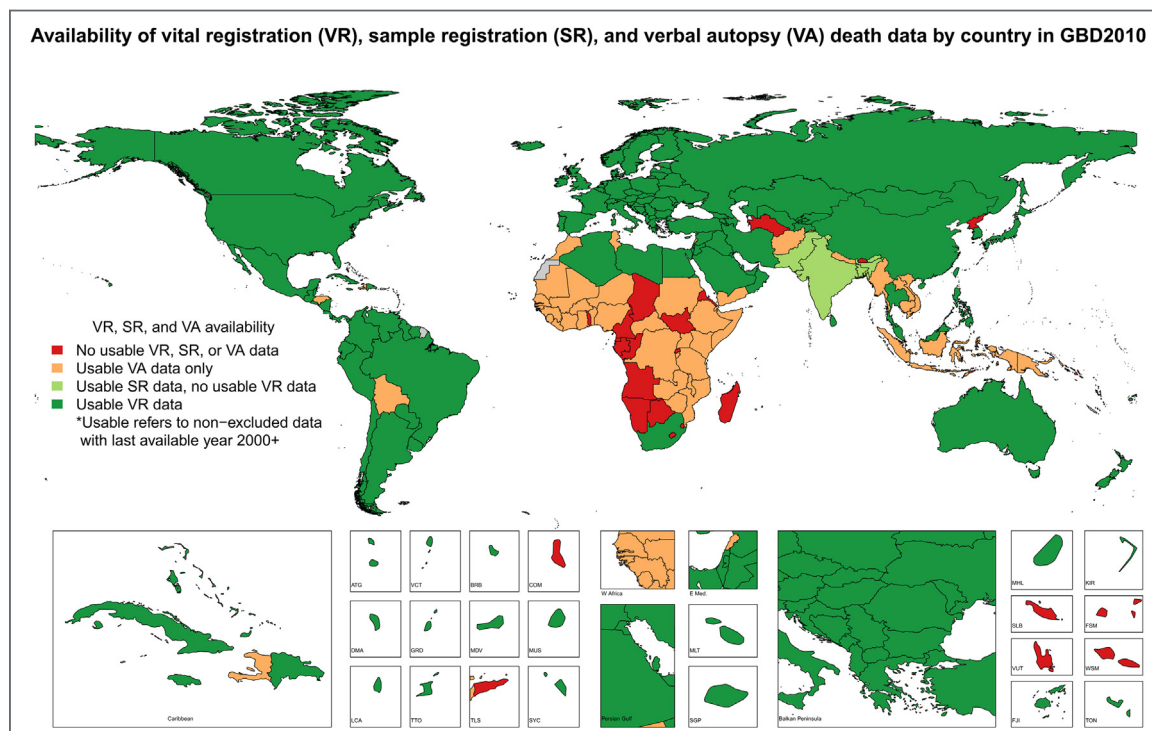 Availability of vital registration (VR), sample registration (SR), and verbal autopsy (VA) death data by country in GBD2010
VR, SR, and VA availability
No usable VR, SR, or VA data
Usable VA data only
Usable SR data, no usable VR data
Usable VR data
*Usable refers to non−excluded data
with last available year 2000+
Caribbean
ATG
VCT
BRB
COM
DMA
GRD
MDV
MUS
LCA
TTO
TLS
SYC
W Africa
E Med.
Persian Gulf
MLT
SGP
Balkan Peninsula
MHL
KIR
SLB
FSM
VUT
WSM
FJI
TON